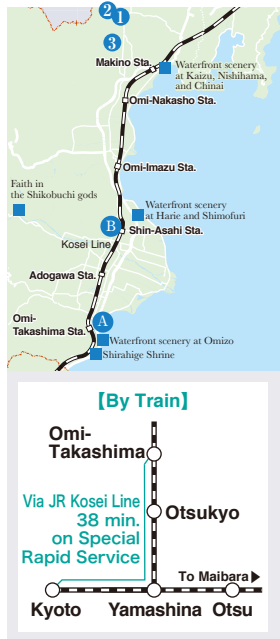 2
1
3
Makino Sta.
Waterfront scenery
at Kaizu, Nishihama,
and Chinai
Omi-Nakasho Sta.
Omi-Imazu Sta.
Faith in
the Shikobuchi gods
Waterfront scenery
at Harie and Shimofuri
B
Shin-Asahi Sta.
Kosei Line
Adogawa Sta.
Omi-
Takashima Sta.
A
Waterfront scenery at Omizo
Shirahige Shrine
【By Train】
Omi-
Takashima
Via JR Kosei Line
38 min.
on Special
Rapid Service
Otsukyo
To Maibara▶
Kyoto
Yamashina
Otsu